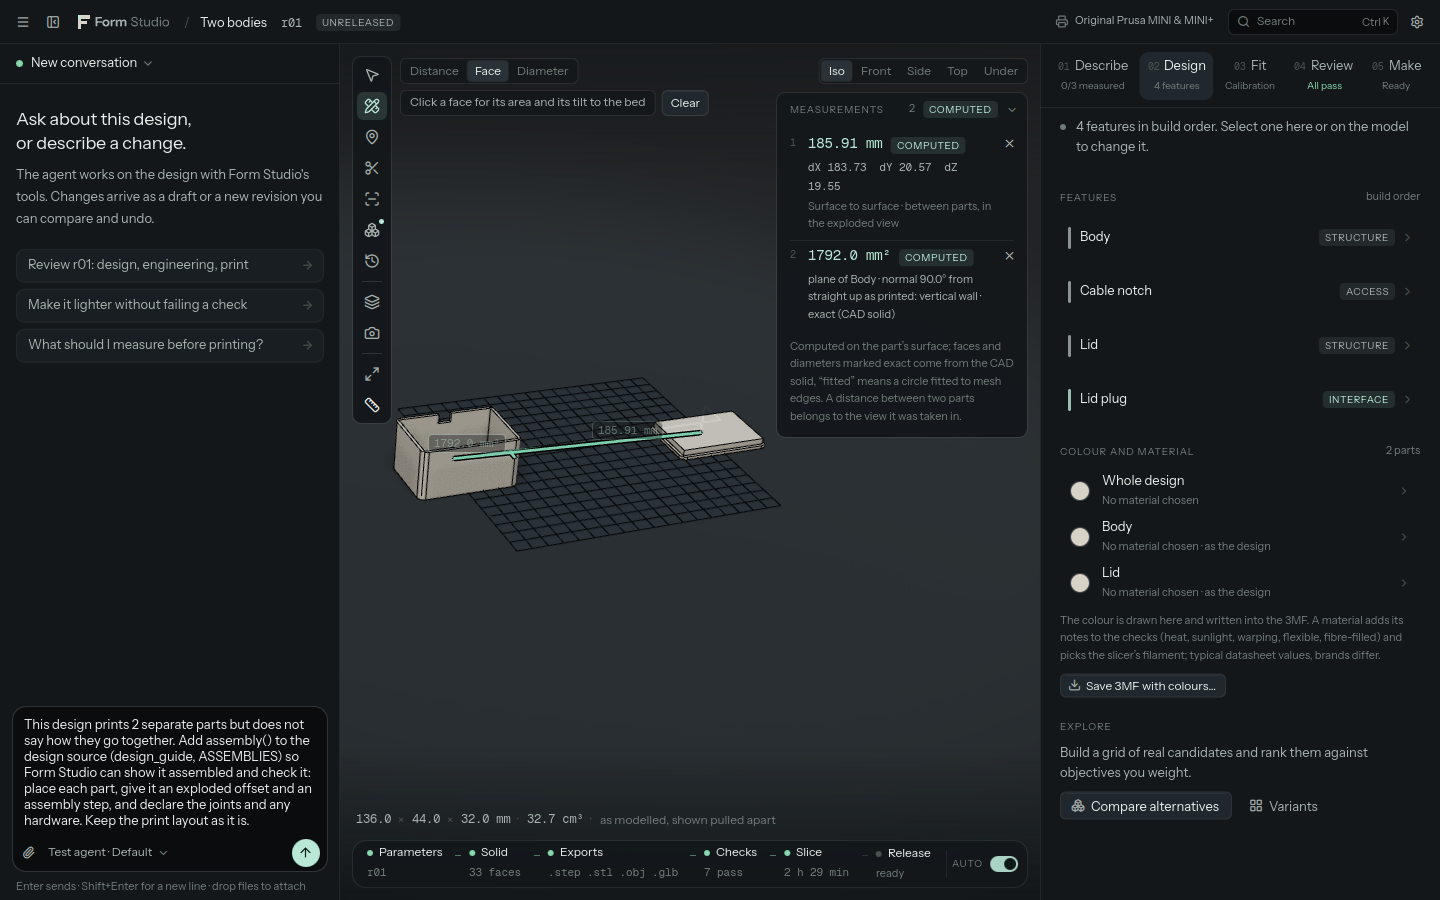 Form Studio / Two bodies r01 UNRELEASED
Original Prusa MINI & MINI+
Search Ctrl K
New conversation
Ask about this design,
or describe a change.
The agent works on the design with Form Studio's
tools. Changes arrive as a draft or a new revision you
can compare and undo.
Review r01: design, engineering, print
Make it lighter without failing a check
What should I measure before printing?
This design prints 2 separate parts but does not
say how they go together. Add assembly() to the
design source (design_guide, ASSEMBLIES) so
Form Studio can show it assembled and check it:
place each part, give it an exploded offset and an
assembly step, and declare the joints and any
hardware. Keep the print layout as it is.
Test agent · Default
Enter sends · Shift+Enter for a new line · drop files to attach
Distance Face Diameter
Click a face for its area and its tilt to the bed Clear
Iso Front Side Top Under
MEASUREMENTS 2 COMPUTED
1 185.91 mm COMPUTED
dX 183.73 dY 20.57 dZ
19.55
Surface to surface · between parts, in
the exploded view
2 1792.0 mm² COMPUTED
plane of Body · normal 90.0° from
straight up as printed: vertical wall ·
exact (CAD solid)
Computed on the part's surface; faces and
diameters marked exact come from the CAD
solid, “fitted” means a circle fitted to mesh
edges. A distance between two parts
belongs to the view it was taken in.
185.91 mm
1792.0 mm²
136.0 × 44.0 × 32.0 mm · 32.7 cm³ · as modelled, shown pulled apart
Parameters Solid Exports Checks Slice Release
r01 33 faces .step .stl .obj .glb 7 pass 2 h 29 min ready
AUTO
01 Describe 02 Design 03 Fit 04 Review 05 Make
0/3 measured 4 features Calibration All pass Ready
4 features in build order. Select one here or on the model
to change it.
FEATURES build order
Body STRUCTURE
Cable notch ACCESS
Lid STRUCTURE
Lid plug INTERFACE
COLOUR AND MATERIAL 2 parts
Whole design
No material chosen
Body
No material chosen · as the design
Lid
No material chosen · as the design
The colour is drawn here and written into the 3MF. A material adds its
notes to the checks (heat, sunlight, warping, flexible, fibre-filled) and
picks the slicer's filament; typical datasheet values, brands differ.
Save 3MF with colours…
EXPLORE
Build a grid of real candidates and rank them against
objectives you weight.
Compare alternatives Variants